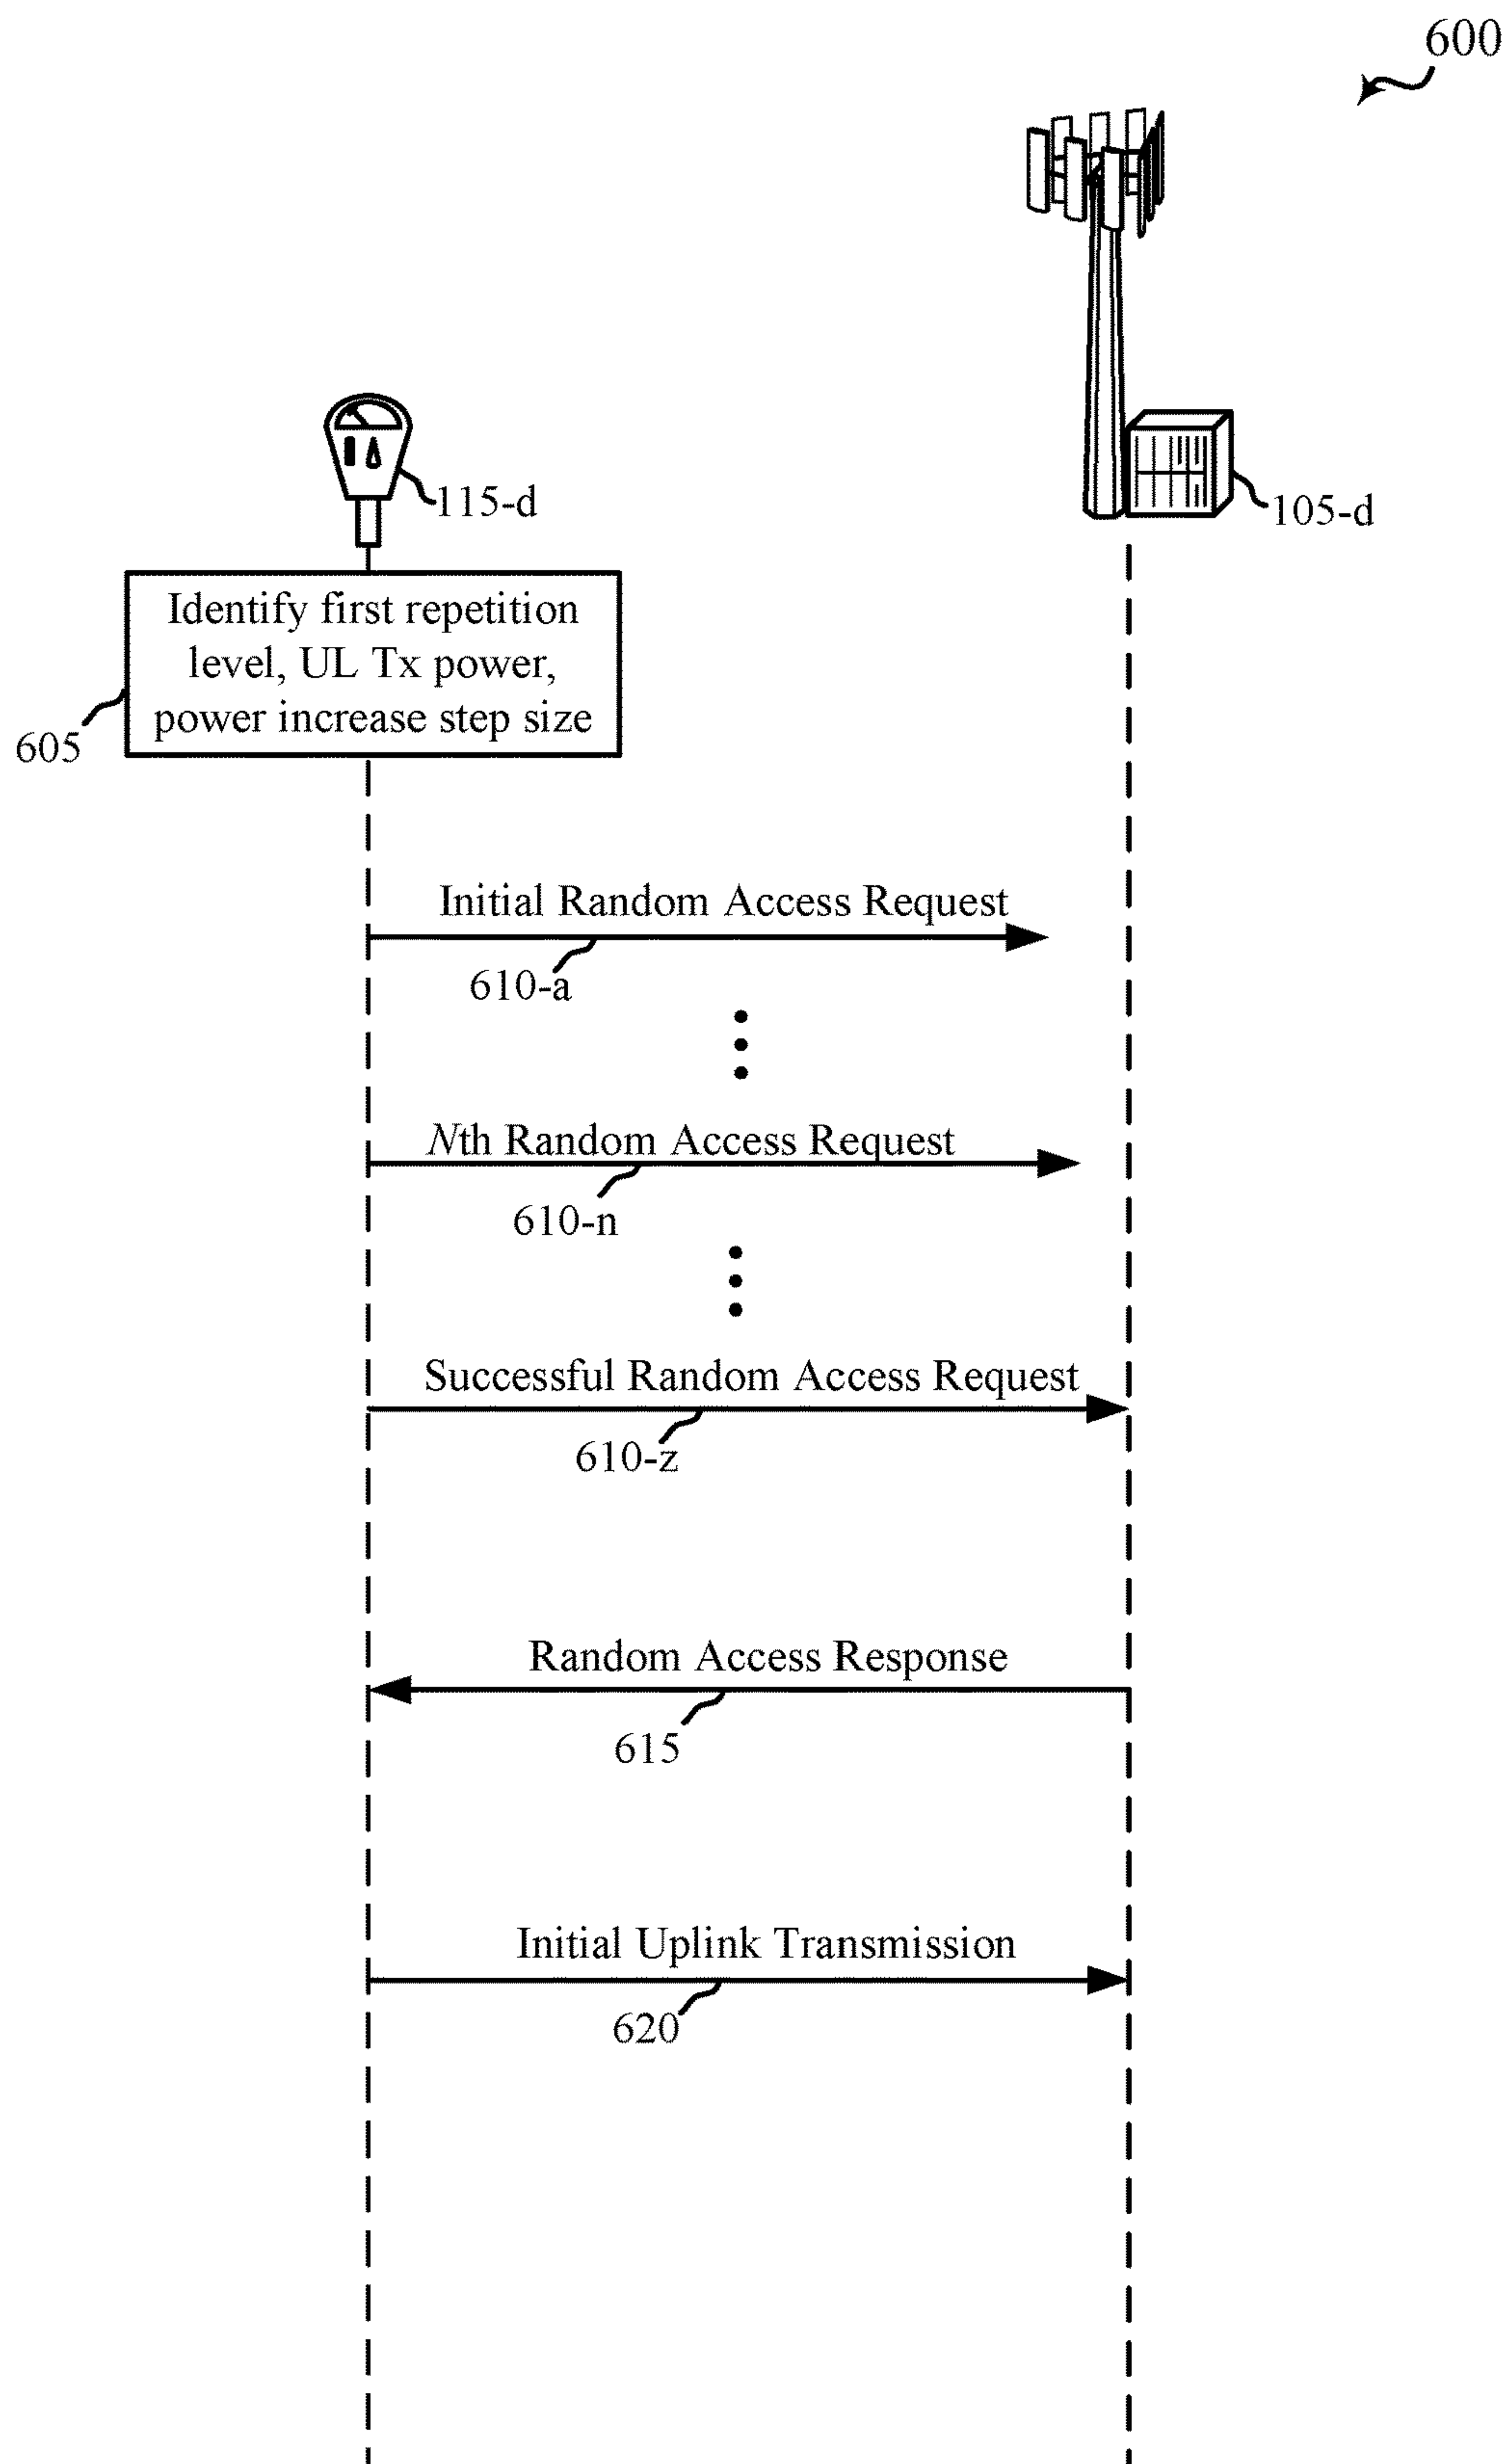 600
115-d
105-d
Identify first repetition
level, UL Tx power,
power increase step size
605
Initial Random Access Request
610-a
Nth Random Access Request
610-n
Successful Random Access Request
610-z
Random Access Response
615
Initial Uplink Transmission
620